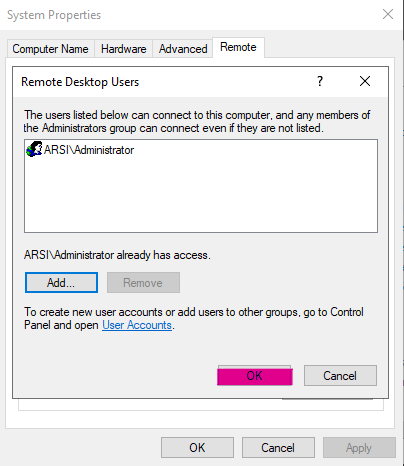 System Properties
Computer Name Hardware Advanced Remote
Remote Desktop Users ?
The users listed below can connect to this computer, and any members
of the Administrators group can connect even if they are not listed.
ARSI\Administrator
ARSI\Administrator already has access.
Add... Remove
To create new user accounts or add users to other groups, go to Control
Panel and open User Accounts.
OK Cancel
OK Cancel Apply